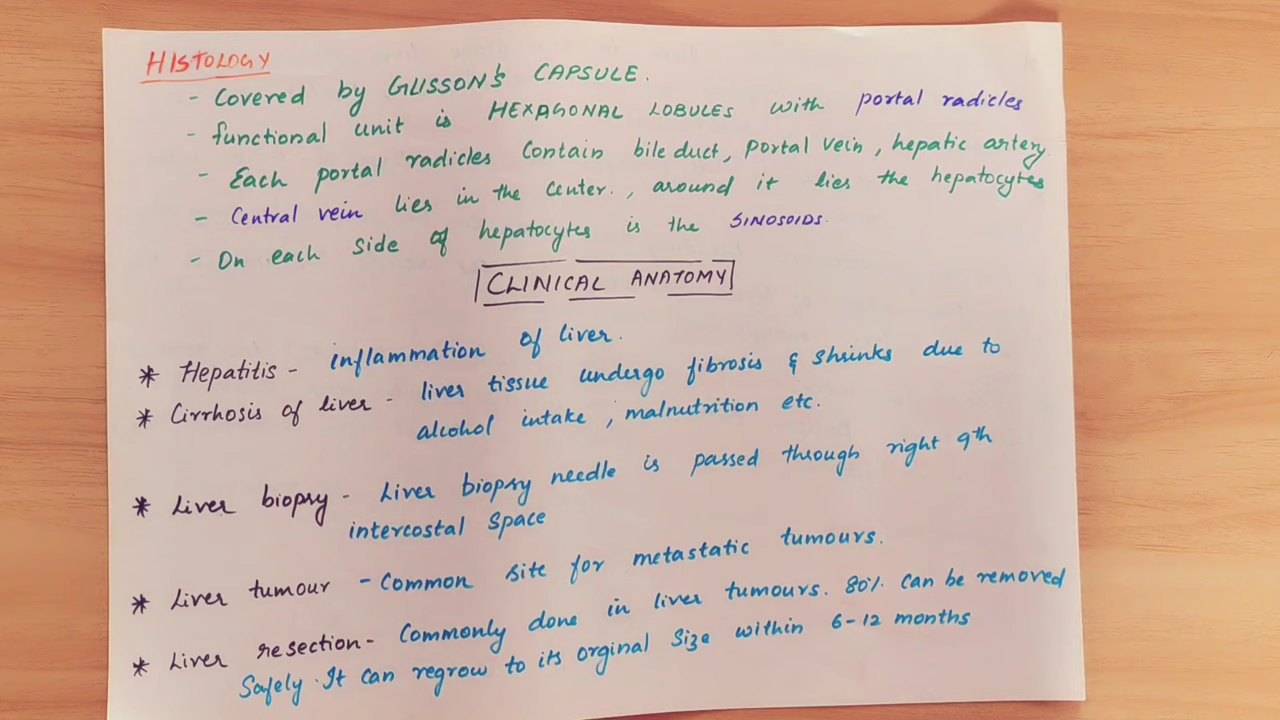 HISTOLOGY
- Covered by GLISSON's CAPSULE.
- functional unit is HEXAGONAL LOBULES with portal radicles
- Each portal radicles contain bile duct, portal vein, hepatic artery
- Central vein lies in the center., around it lies the hepatocytes
- On each side of hepatocytes is the SINOSOIDS.
CLINICAL ANATOMY
* Hepatitis - inflammation of liver.
* Cirrhosis of liver - liver tissue undergo fibrosis & shrinks due to
alcohol intake, malnutrition etc.
* Liver biopsy - Liver biopsy needle is passed through right 9th
intercostal space
* Liver tumour - Common site for metastatic tumours.
* Liver resection - Commonly done in liver tumours. 80% can be removed
safely. It can regrow to its orginal size within 6-12 months